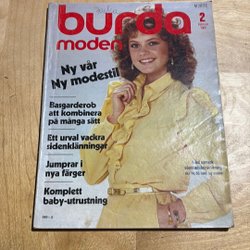 burda
moden
2
Ny vår
Ny modestil
Basgarderob
att kombinera
på många sätt
Ett urval vackra
sidenklänningar
Jumprar i
nya färger
Komplett
baby-utrustning